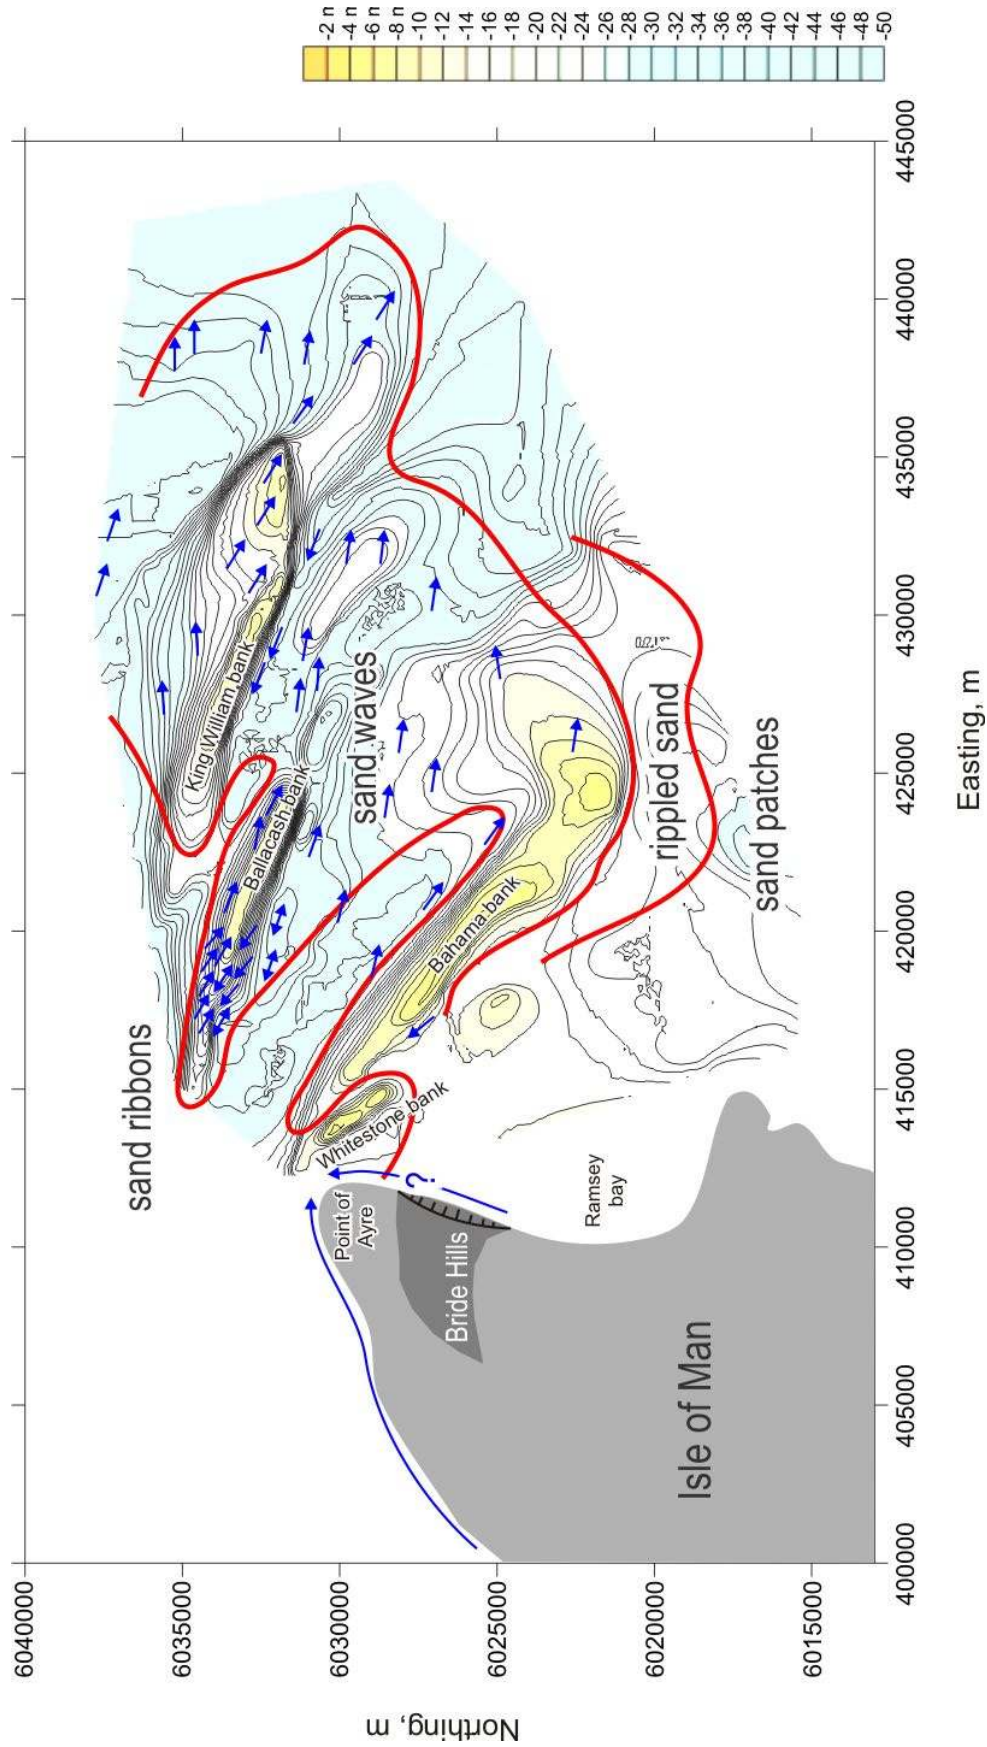 -2 n
-4 n
-6 n
-8 n
-10
-12
-14
-16
-18
-20
-22
-24
-26
-28
-30
-32
-34
-36
-38
-40
-42
-44
-46
-48
-50
6040000
6035000
6030000
6025000
6020000
6015000
Northing, m
400000
405000
410000
415000
420000
425000
430000
435000
440000
445000
Easting, m
sand ribbons
King William bank
Ballacash bank
sand waves
Bahama bank
Whitestone bank
rippled sand
sand patches
Point of
Ayre
?
Bride Hills
Ramsey
bay
Isle of Man